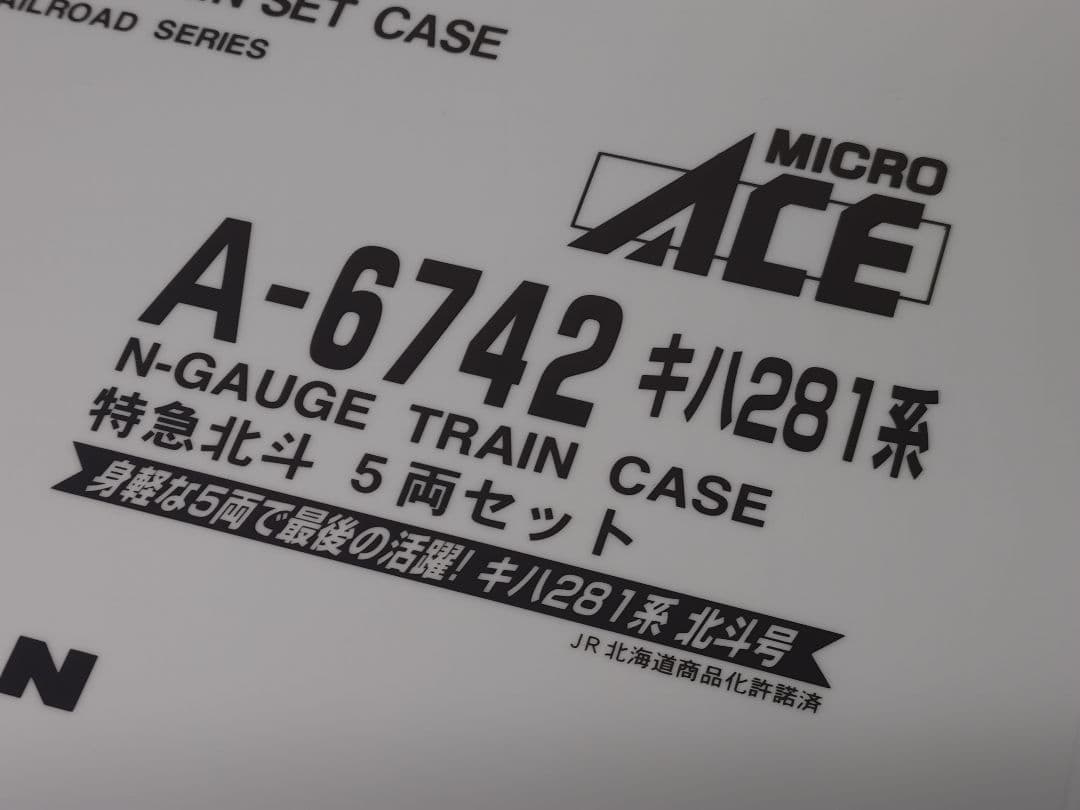 SET CASE
RAILROAD SERIES
MICRO
ACE
A-6742 キハ281系
N-GAUGE TRAIN CASE
特急北斗 5両セット
身軽な5両で最後の活躍! キハ281系 北斗号
JR北海道商品化許諾済
N